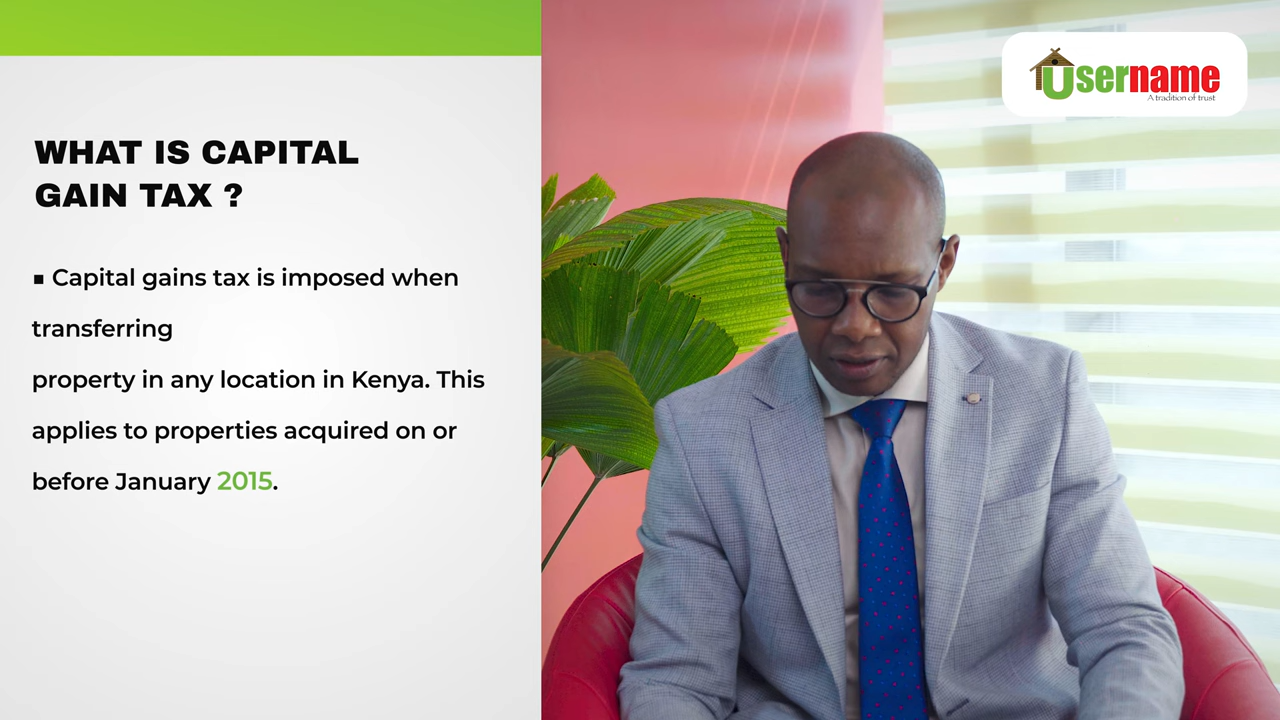 WHAT IS CAPITAL
GAIN TAX ?
▪ Capital gains tax is imposed when
transferring
property in any location in Kenya. This
applies to properties acquired on or
before January 2015.
Username
A tradition of trust